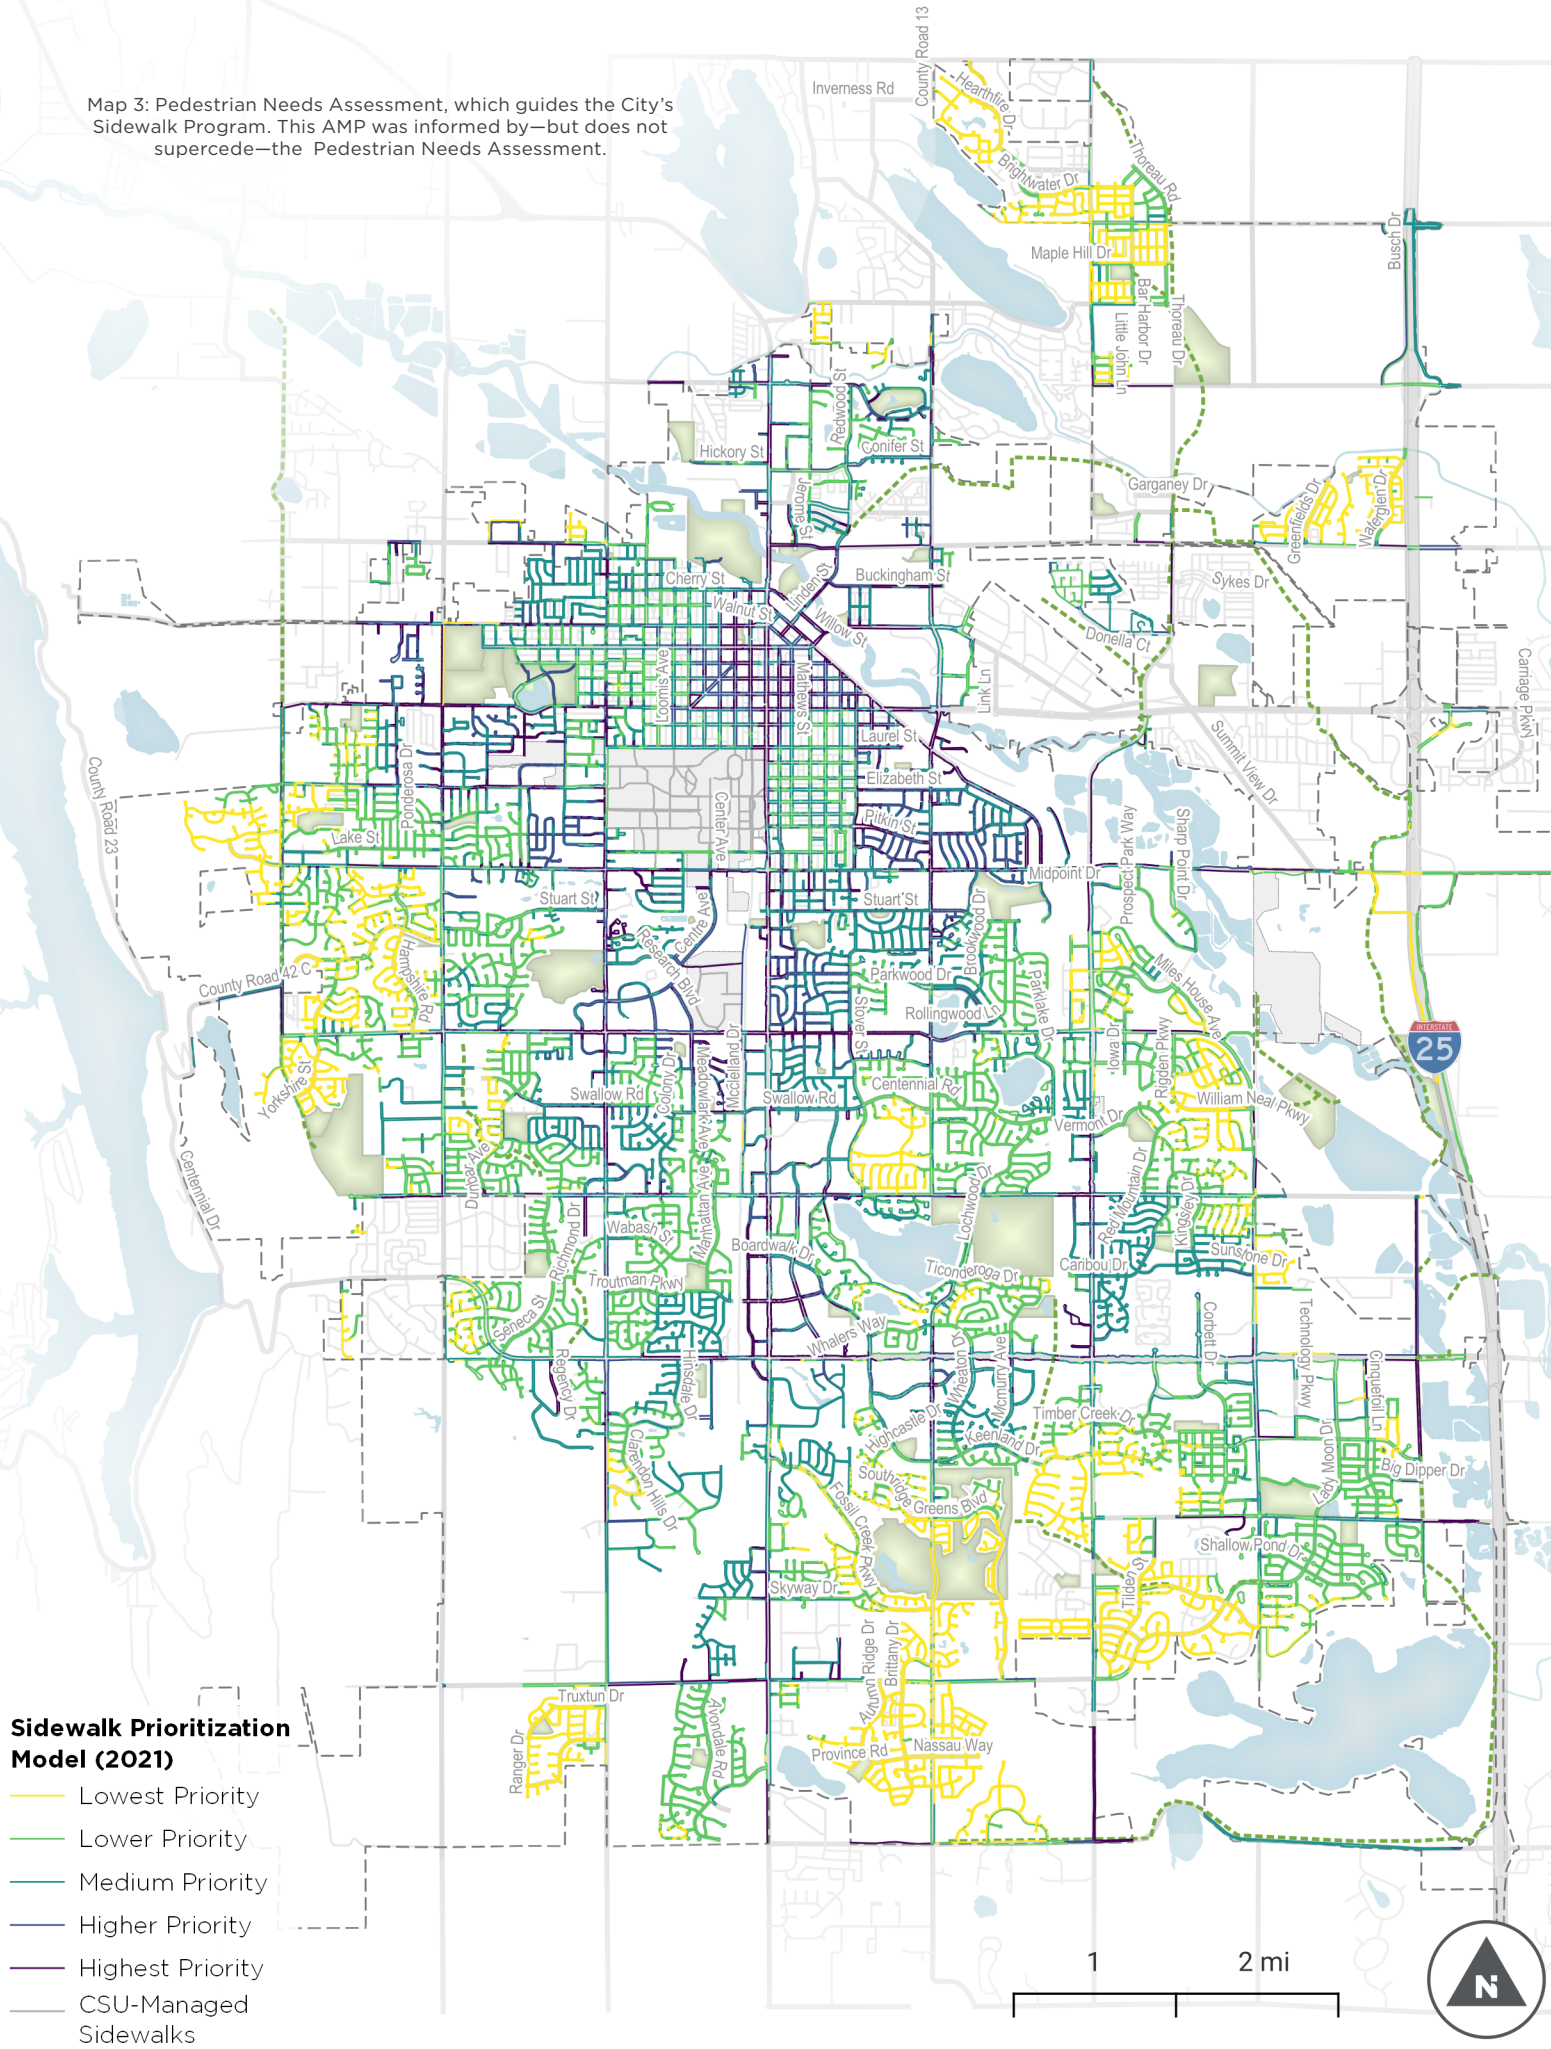 Map 3: Pedestrian Needs Assessment, which guides the City's
Sidewalk Program. This AMP was informed by—but does not
supercede—the Pedestrian Needs Assessment.
County Road 13
Inverness Rd
Hearthfire Dr
Brightwater Dr
Thoreau Rd
Maple Hill Dr
Busch Dr
Bar Harbor Dr
Thoreau Dr
Little John Ln
Redwood St
Hickory St
Conifer St
Jerome St
Garganey Dr
Greenfields Dr
Waterglen Dr
Cherry St
Linden St
Buckingham St
Sykes Dr
Walnut St
Willow St
Donella Ct
Loomis Ave
Mathews St
Link Ln
Carriage Pkwy
Laurel St
Summit View Dr
County Road 23
Ponderosa Dr
Elizabeth St
Center Ave
Pitkin St
Lake St
Prospect Park Way
Sharp Point Dr
Midpoint Dr
Stuart St
Stuart St
Centre Ave
Research Blvd
Brookwood Dr
Hampshire Rd
County Road 42 C
Parkwood Dr
Parklake Dr
Miles House Ave
Stover St
Rollingwood Ln
INTERSTATE
25
Iowa Dr
Rigden Pkwy
Yorkshire St
Swallow Rd
Colony Dr
Meadowlark Ave
Mcclelland Dr
Swallow Rd
Centennial Rd
William Neal Pkwy
Vermont Dr
Centennial Dr
Dunbar Ave
Manhattan Ave
Lochwood Dr
Red Mountain Dr
Kingsley Dr
Richmond Dr
Wabash St
Boardwalk Dr
Sunstone Dr
Caribou Dr
Ticonderoga Dr
Troutman Pkwy
Seneca St
Whalers Way
Corbett Dr
Technology Pkwy
Regency Dr
Hinsdale Dr
Wheaton Dr
Mcmurry Ave
Cinquefoil Ln
Highcastle Dr
Timber Creek Dr
Keenland Dr
Clarendon Hills Dr
Southridge Greens Blvd
Lady Moon Dr
Big Dipper Dr
Fossil Creek Pkwy
Shallow Pond Dr
Skyway Dr
Tilden St
Autumn Ridge Dr
Brittany Dr
Truxtun Dr
Ranger Dr
Avondale Rd
Province Rd
Nassau Way
Sidewalk Prioritization
Model (2021)
Lowest Priority
Lower Priority
Medium Priority
Higher Priority
Highest Priority
CSU-Managed
Sidewalks
1
2 mi
N